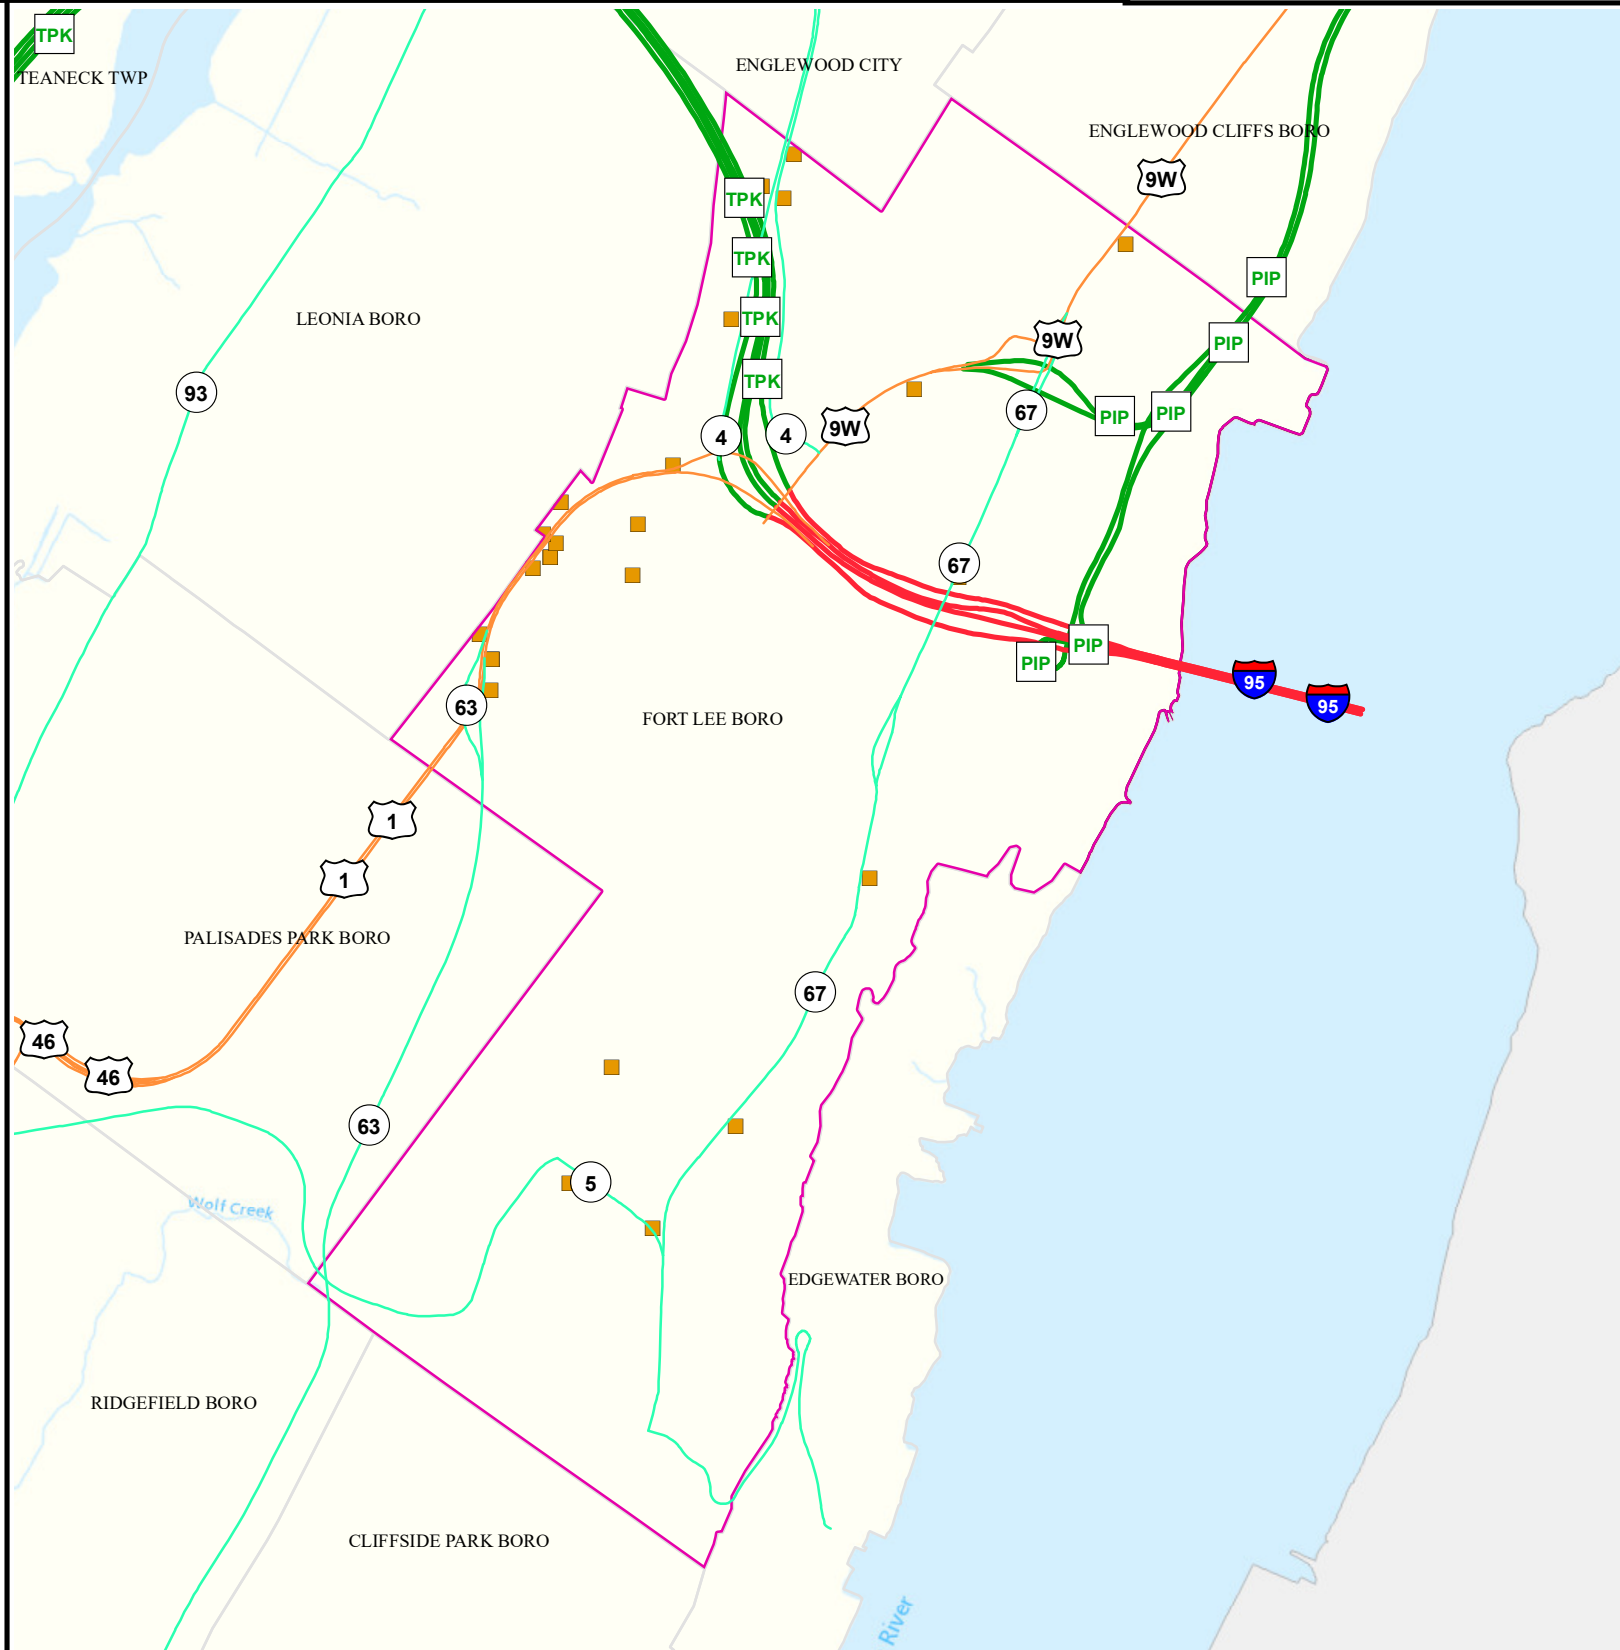 TPK
TEANECK TWP
ENGLEWOOD CITY
ENGLEWOOD CLIFFS BORO
9W
TPK
TPK
PIP
TPK
LEONIA BORO
9W
PIP
TPK
93
67
PIP
PIP
4
4
9W
67
PIP
PIP
95
95
63
FORT LEE BORO
1
1
PALISADES PARK BORO
67
46
46
63
5
Wolf Creek
EDGEWATER BORO
RIDGEFIELD BORO
CLIFFSIDE PARK BORO
River